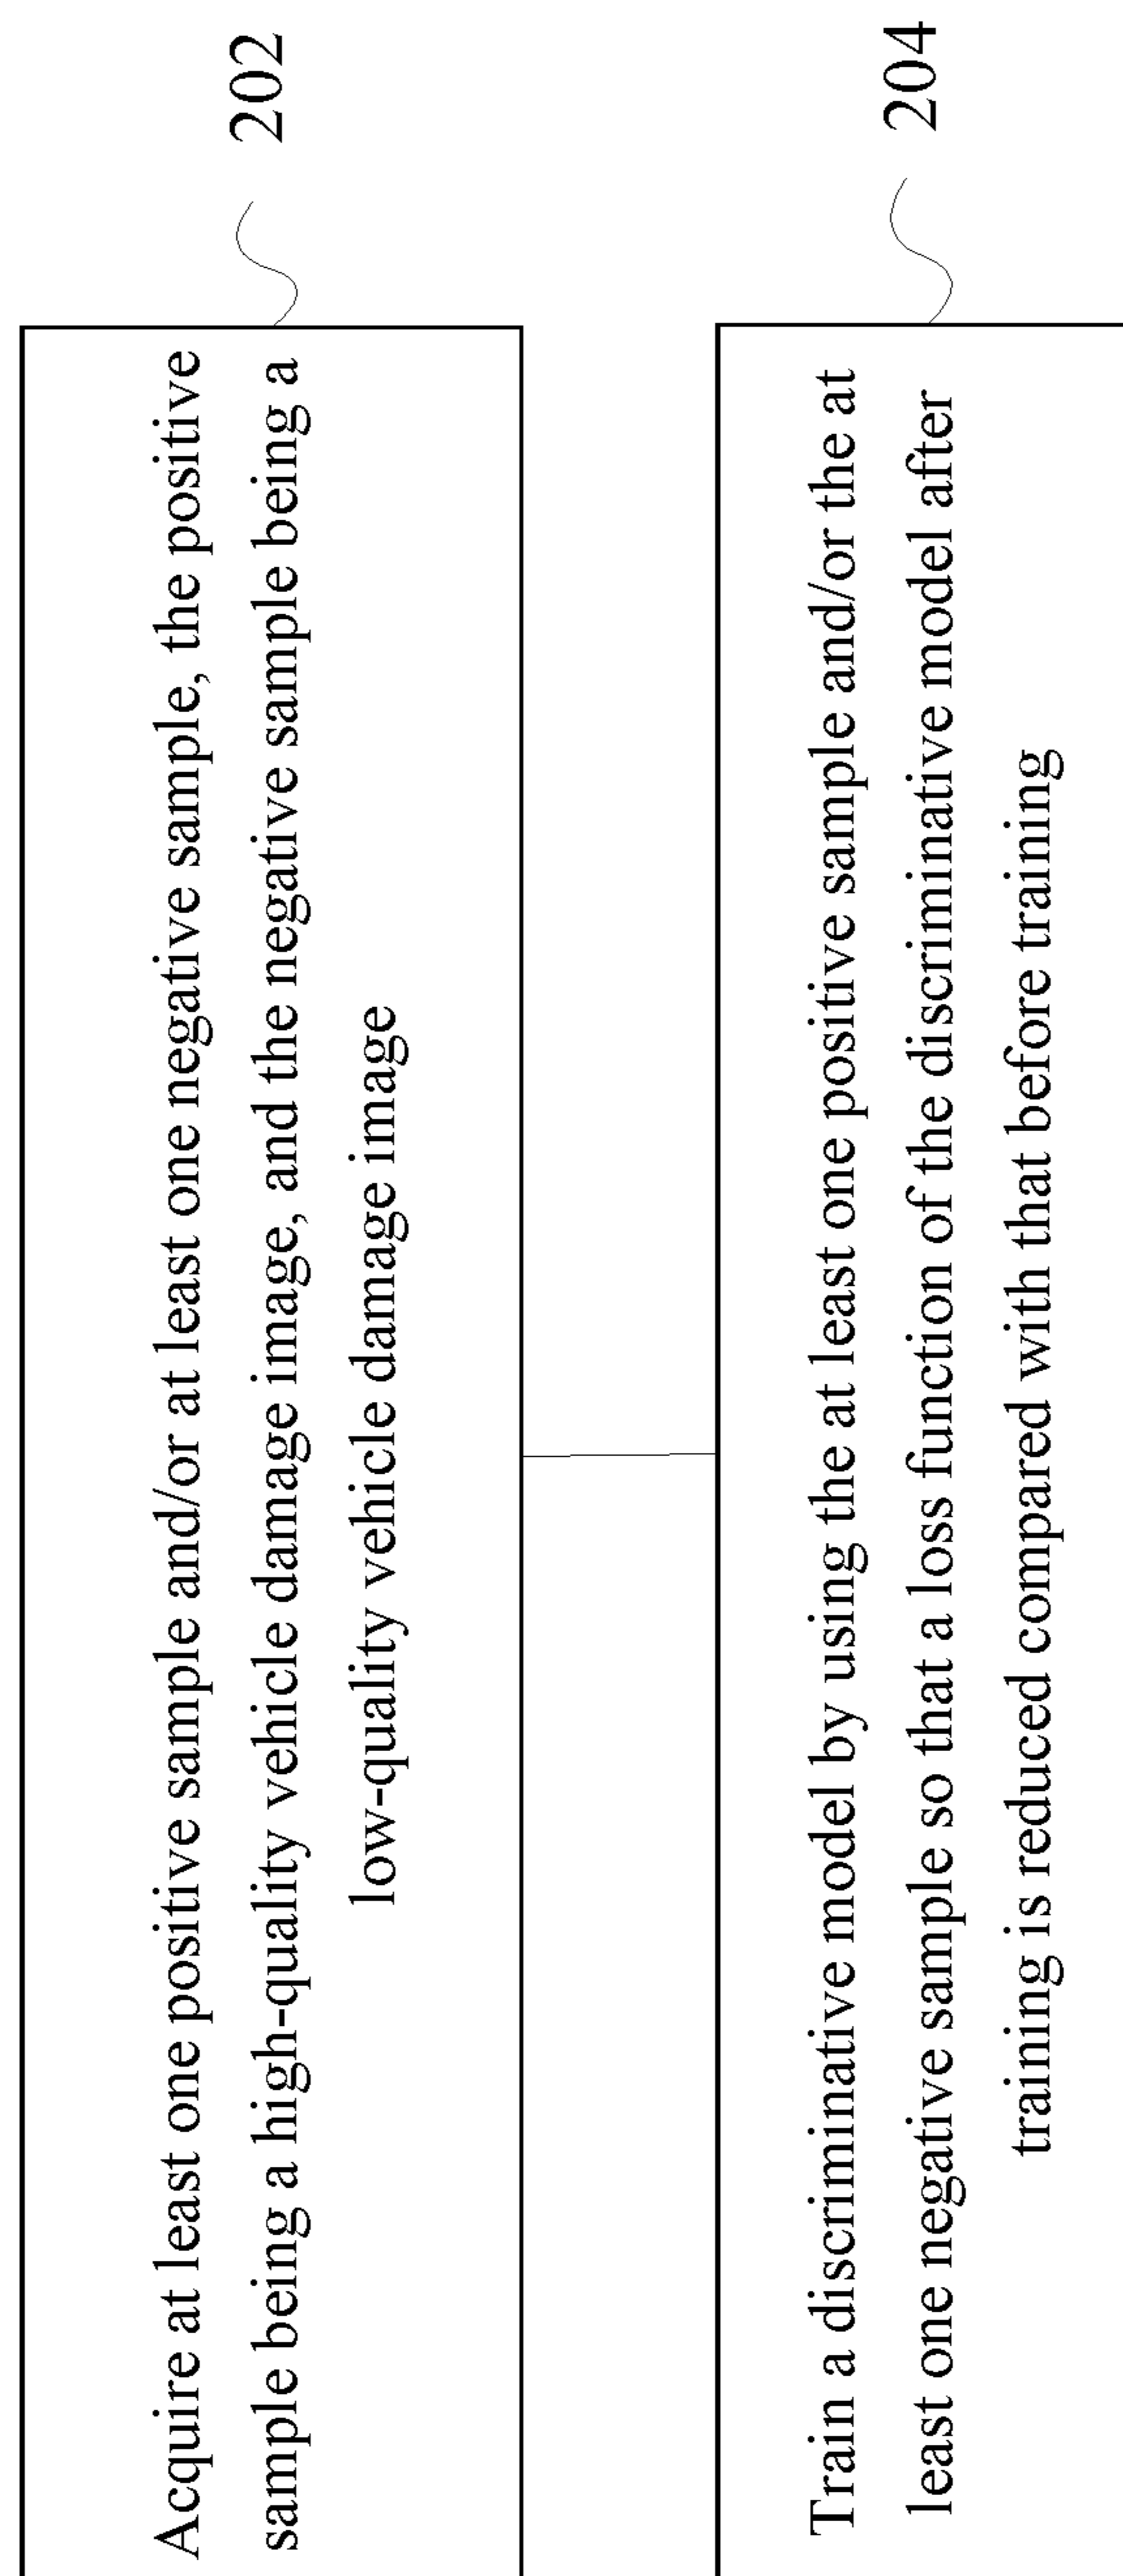 Acquire at least one positive sample and/or at least one negative sample, the positive
sample being a high-quality vehicle damage image, and the negative sample being a
low-quality vehicle damage image
202
Train a discriminative model by using the at least one positive sample and/or the at
least one negative sample so that a loss function of the discriminative model after
training is reduced compared with that before training
204